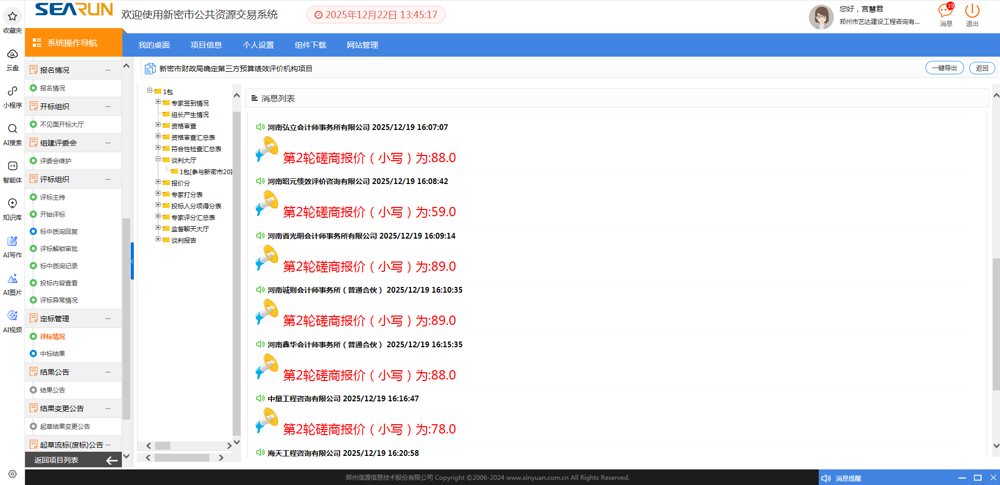 SEARUN
欢迎使用新密市公共资源交易系统
2025年12月22日 13:45:17
您好，宫慧君
郑州市艺达建设工程咨询有...
19
消息
退出
收藏夹
云盘
小程序
AI搜索
智能体
知识库
AI写作
AI图片
AI视频
系统操作导航
我的桌面
项目信息
个人设置
组件下载
网站管理
报名情况
报名情况
开标组织
不见面开标大厅
组建评委会
评委会维护
评标组织
评标主持
开始评标
标中质询回复
评标解锁审批
标中质询记录
投标内容查看
评标异常情况
定标管理
评标情况
中标结果
结果公告
结果公告
结果变更公告
起草结果变更公告
起草流标(废标)公告
返回项目列表
新密市财政局确定第三方预算绩效评价机构项目
一键导出
返回
1包
专家签到情况
组长产生情况
资格审查
资格审查汇总表
符合性检查汇总表
谈判大厅
1包[参与新密市20
报价分
专家打分表
投标人分项得分表
专家评分汇总表
监督聊天大厅
谈判报告
消息列表
河南弘立会计师事务所有限公司 2025/12/19 16:07:07
第2轮磋商报价（小写）为:88.0
河南昭元绩效评价咨询有限公司 2025/12/19 16:08:42
第2轮磋商报价（小写）为:59.0
河南省光明会计师事务所有限公司 2025/12/19 16:09:14
第2轮磋商报价（小写）为:89.0
河南诚则会计师事务所（普通合伙） 2025/12/19 16:10:35
第2轮磋商报价（小写）为:89.0
河南鑫华会计师事务所（普通合伙） 2025/12/19 16:15:35
第2轮磋商报价（小写）为:88.0
中量工程咨询有限公司 2025/12/19 16:16:47
第2轮磋商报价（小写）为:78.0
海天工程咨询有限公司 2025/12/19 16:20:58
郑州信源信息技术股份有限公司 Copyright ©2006-2024 www.xinyuan.com.cn All Rights Reserved.
消息提醒